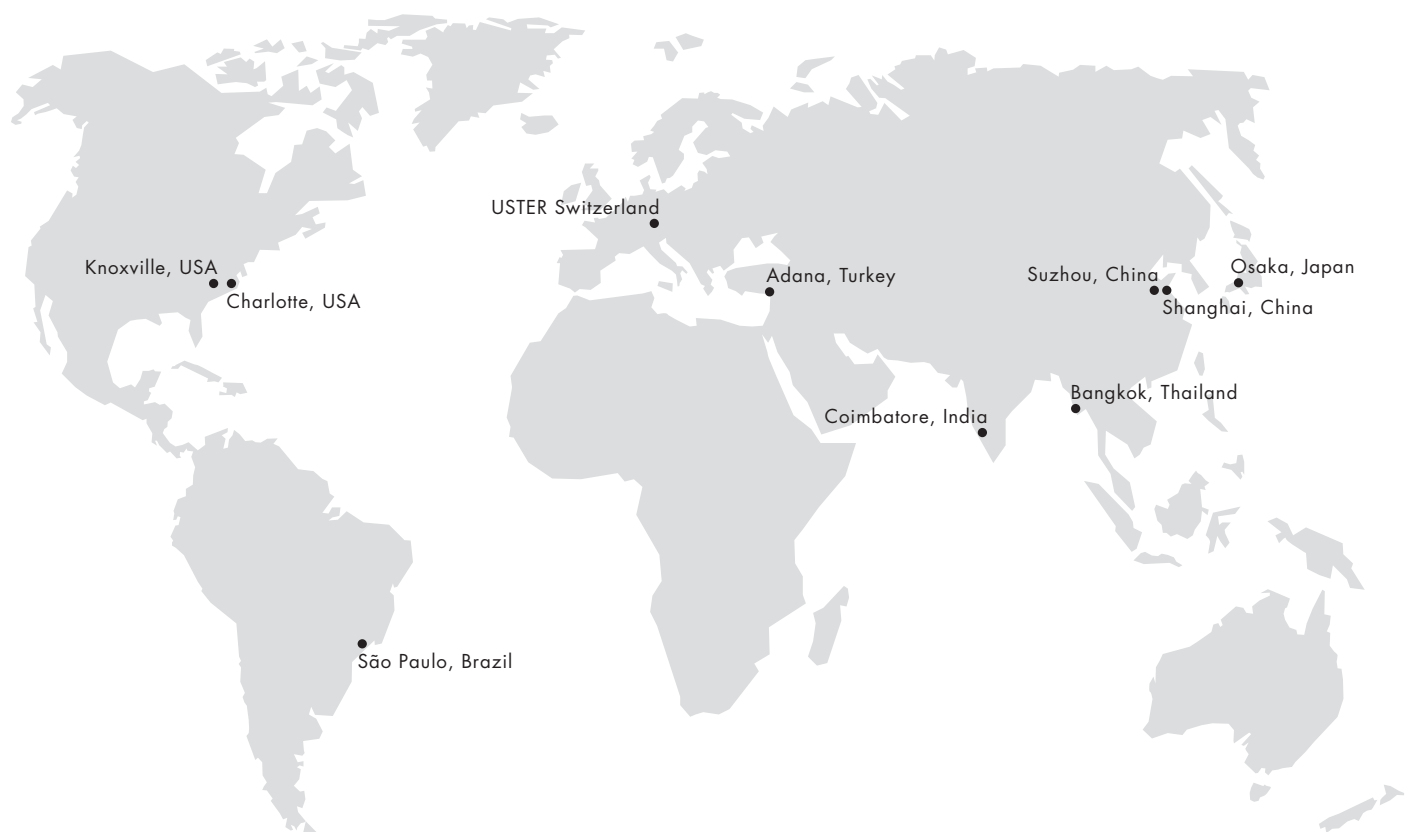 USTER Switzerland
Knoxville, USA
Charlotte, USA
Adana, Turkey
Suzhou, China
Osaka, Japan
Shanghai, China
Bangkok, Thailand
Coimbatore, India
São Paulo, Brazil